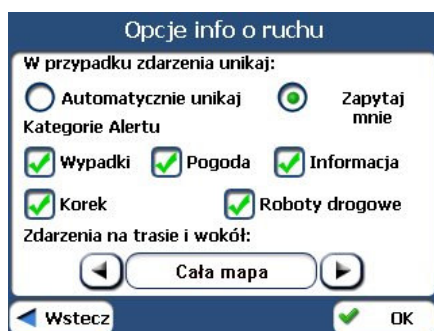 Opcje info o ruchu
W przypadku zdarzenia unikaj:
Automatycznie unikaj Zapytaj
mnie
Kategorie Alertu
Wypadki Pogoda Informacja
Korek Roboty drogowe
Zdarzenia na trasie i wokół:
Cała mapa
Wstecz OK